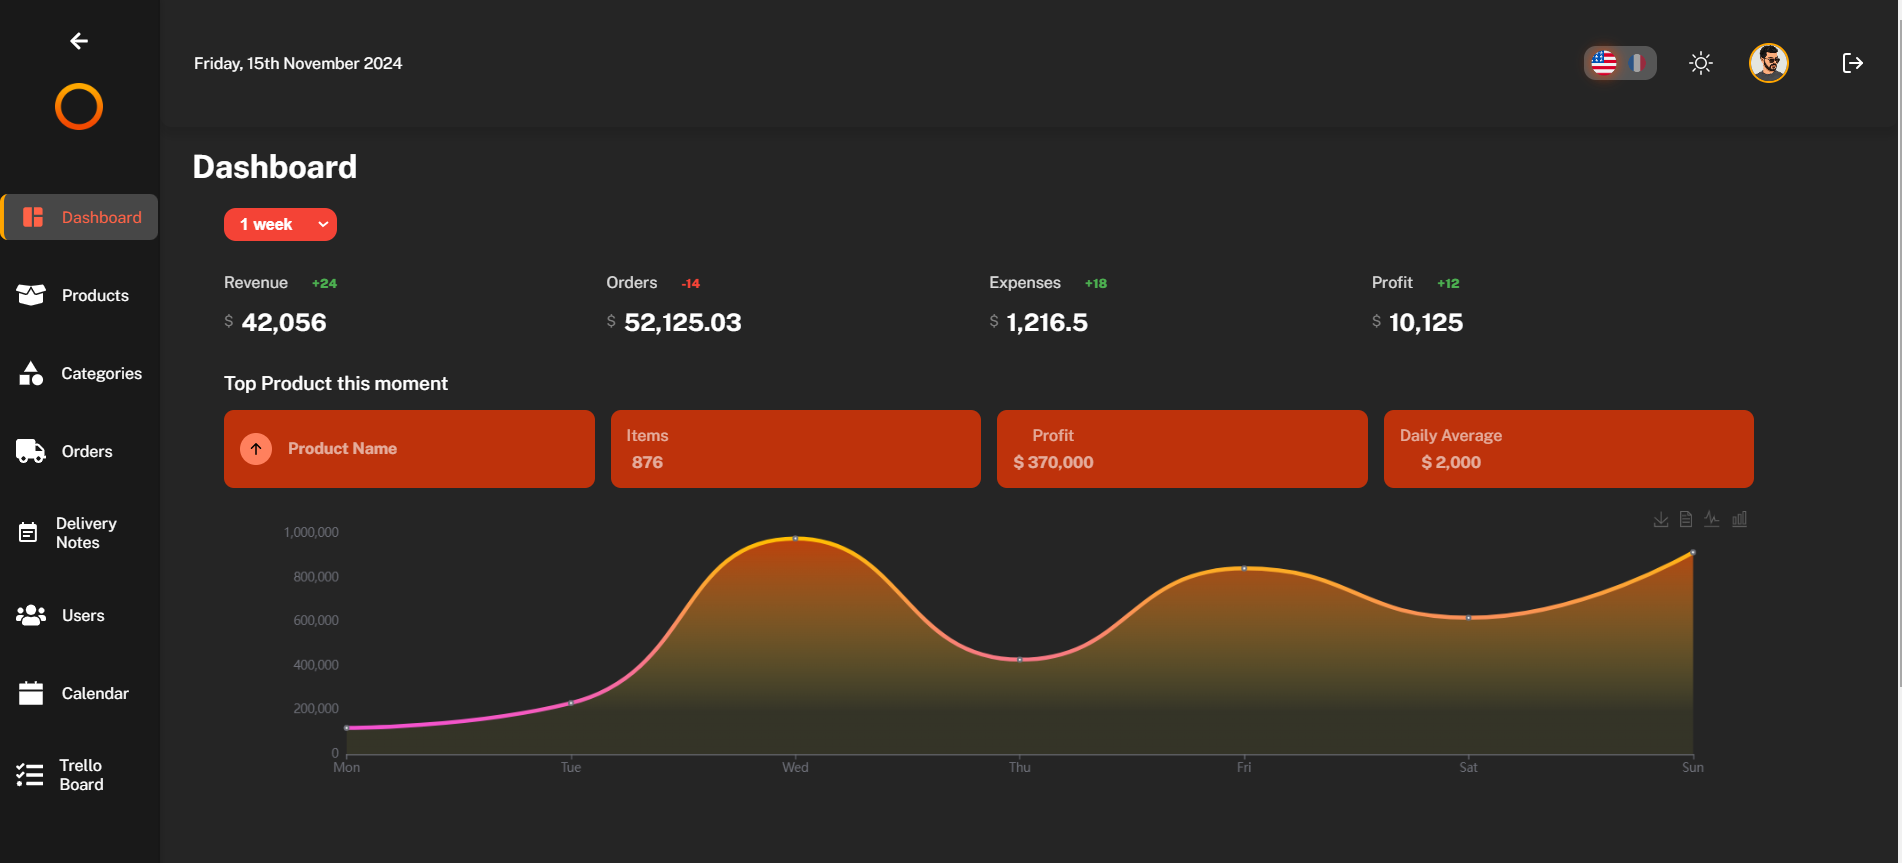 Friday, 15th November 2024
Dashboard
Products
Categories
Orders
Delivery
Notes
Users
Calendar
Trello
Board
Dashboard
1 week
Revenue +24
$ 42,056
Orders -14
$ 52,125.03
Expenses +18
$ 1,216.5
Profit +12
$ 10,125
Top Product this moment
Product Name
Items
876
Profit
$ 370,000
Daily Average
$ 2,000
1,000,000
800,000
600,000
400,000
200,000
0
Mon Tue Wed Thu Fri Sat Sun